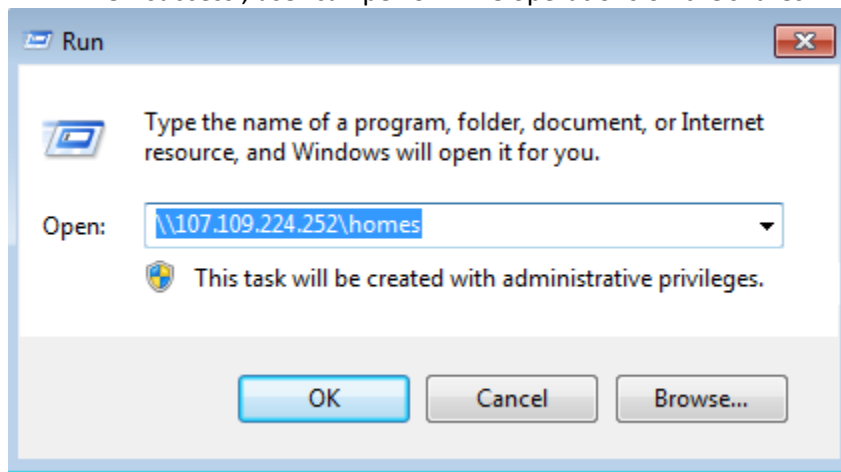 Run
Type the name of a program, folder, document, or Internet
resource, and Windows will open it for you.
Open:
\\107.109.224.252\homes
This task will be created with administrative privileges.
OK
Cancel
Browse...